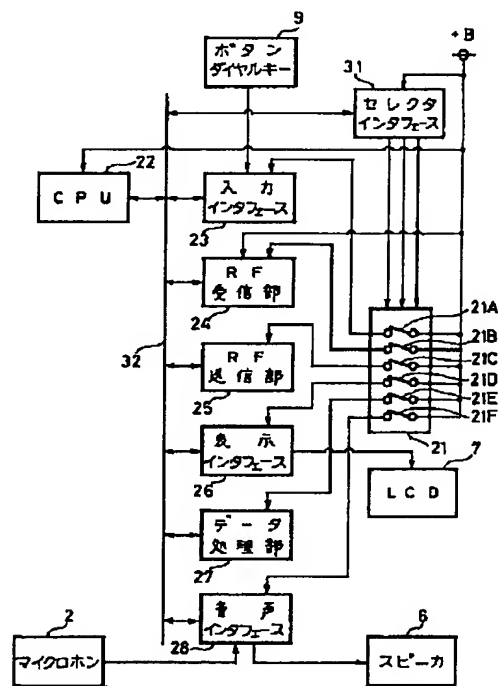 9
ボタン
ダイヤルキー
+B
31
セレクタ
インタフェース
22
CPU
入力
インタフェース
23
RF
受信部
24
32
RF
送信部
25
表示
インタフェース
26
データ
処理部
27
音声
インタフェース
28
21A
21B
21C
21D
21E
21F
21
7
LCD
2
マイクロホン
6
スピーカ